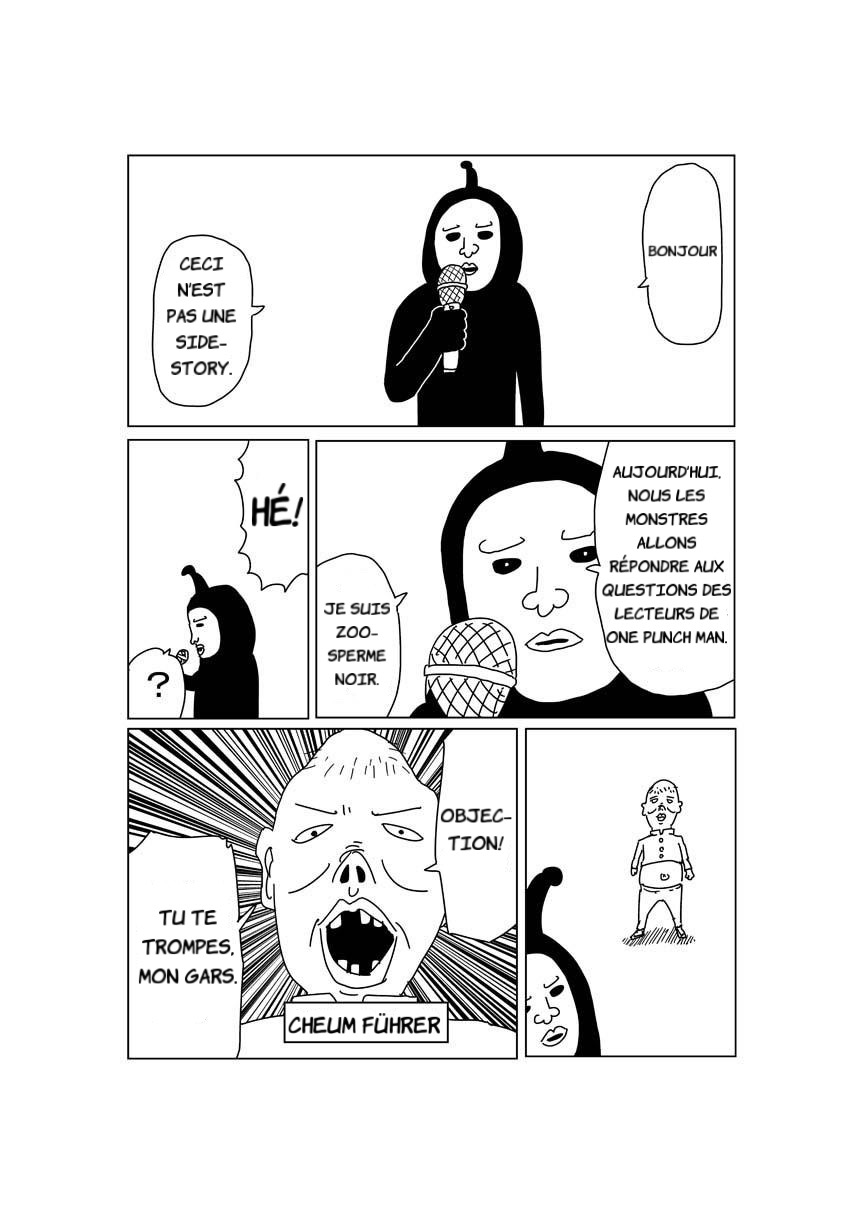 BONJOUR
CECI
N'EST
PAS UNE
SIDE-
STORY.
AUJOURD'HUI,
NOUS LES
MONSTRES
ALLONS
RÉPONDRE AUX
QUESTIONS DES
LECTEURS DE
ONE PUNCH MAN.
JE SUIS
ZOO-
SPERME
NOIR.
HÉ!
?
OBJEC-
TION!
TU TE
TROMPES,
MON GARS.
CHEUM FÜHRER